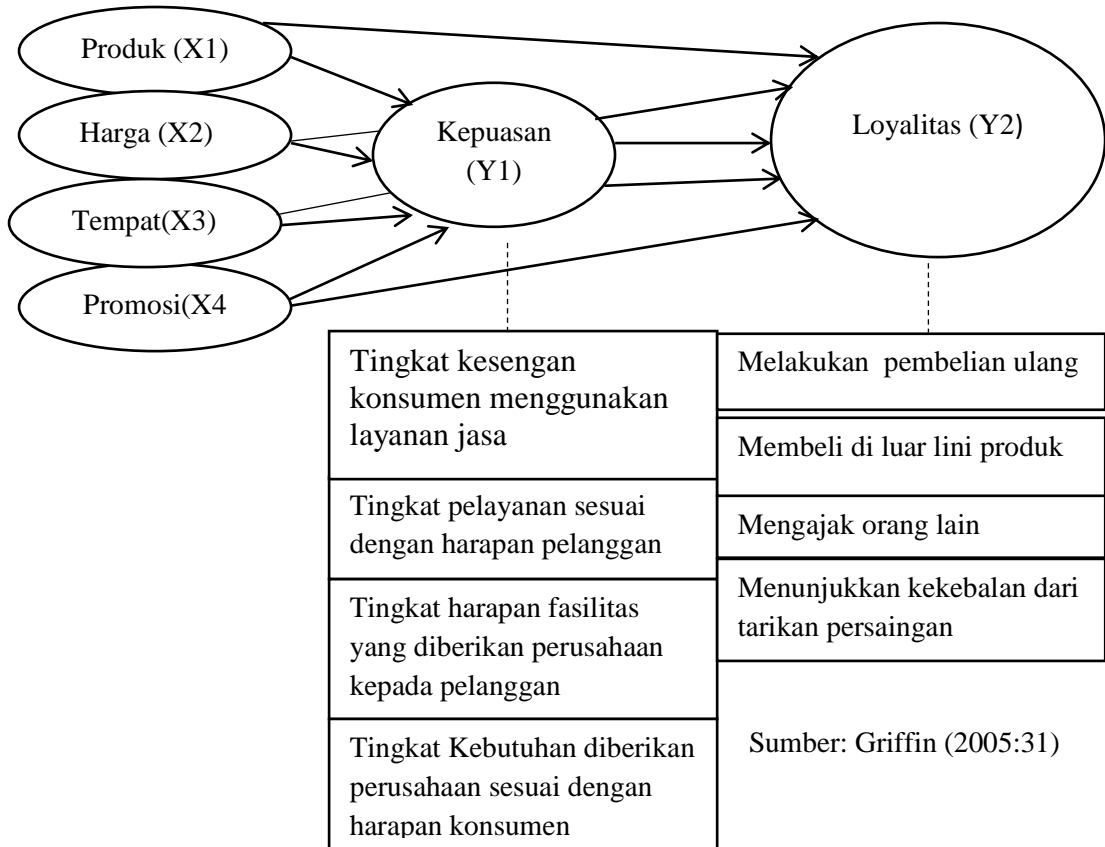 Produk (X1)
Harga (X2)
Tempat(X3)
Promosi(X4
Kepuasan
(Y1)
Loyalitas (Y2)
Tingkat kesengan
konsumen menggunakan
layanan jasa
Tingkat pelayanan sesuai
dengan harapan pelanggan
Tingkat harapan fasilitas
yang diberikan perusahaan
kepada pelanggan
Tingkat Kebutuhan diberikan
perusahaan sesuai dengan
harapan konsumen
Melakukan  pembelian ulang
Membeli di luar lini produk
Mengajak orang lain
Menunjukkan kekebalan dari
tarikan persaingan
Sumber: Griffin (2005:31)